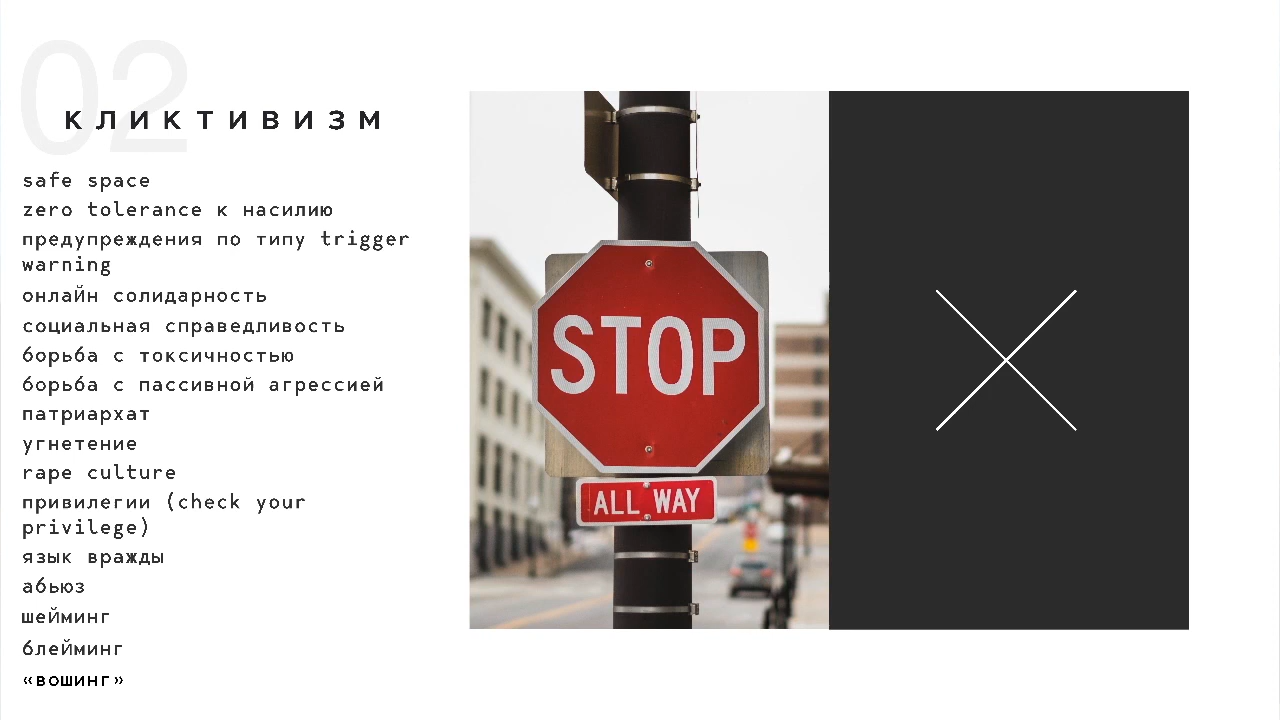 02
КЛИКТИВИЗМ
safe space
zero tolerance к насилию
предупреждения по типу trigger
warning
онлайн солидарность
социальная справедливость
борьба с токсичностью
борьба с пассивной агрессией
патриархат
угнетение
rape culture
привилегии (check your
privilege)
язык вражды
абьюз
шейминг
блейминг
«вошинг»
STOP
ALL WAY